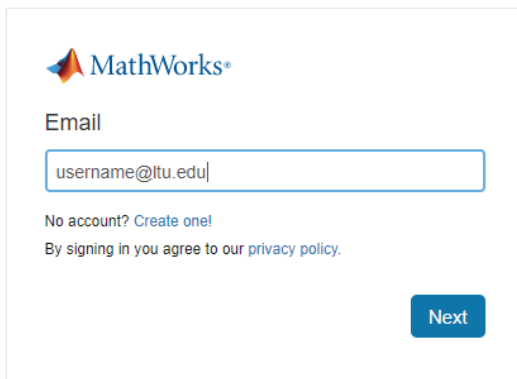 MathWorks®
Email
username@ltu.edu
No account? Create one!
By signing in you agree to our privacy policy.
Next